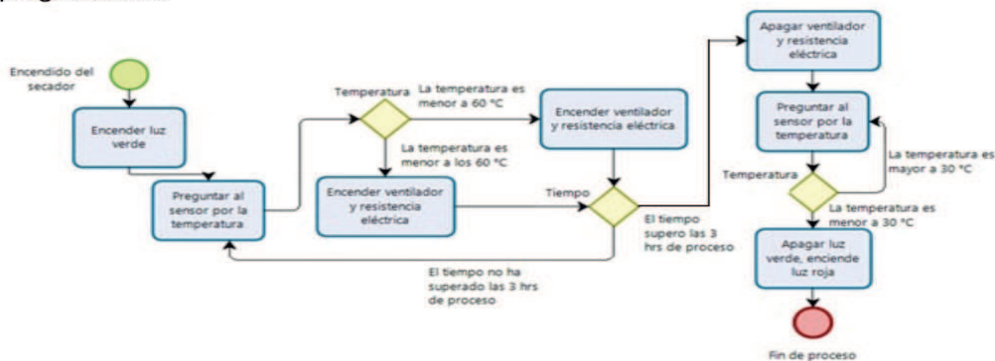 Encendido del
secador
Encender luz
verde
Preguntar al
sensor por la
temperatura
Temperatura
La temperatura es
menor a 60 °C
La temperatura es
menor a los 60 °C
Encender ventilador
y resistencia
eléctrica
Encender ventilador
y resistencia eléctrica
Tiempo
El tiempo no ha
superado las 3 hrs
de proceso
El tiempo
supero las 3
hrs de proceso
Apagar ventilador
y resistencia
eléctrica
Preguntar al
sensor por la
temperatura
Temperatura
La temperatura es
mayor a 30 °C
La temperatura es
menor a 30 °C
Apagar luz
verde, enciende
luz roja
Fin de proceso